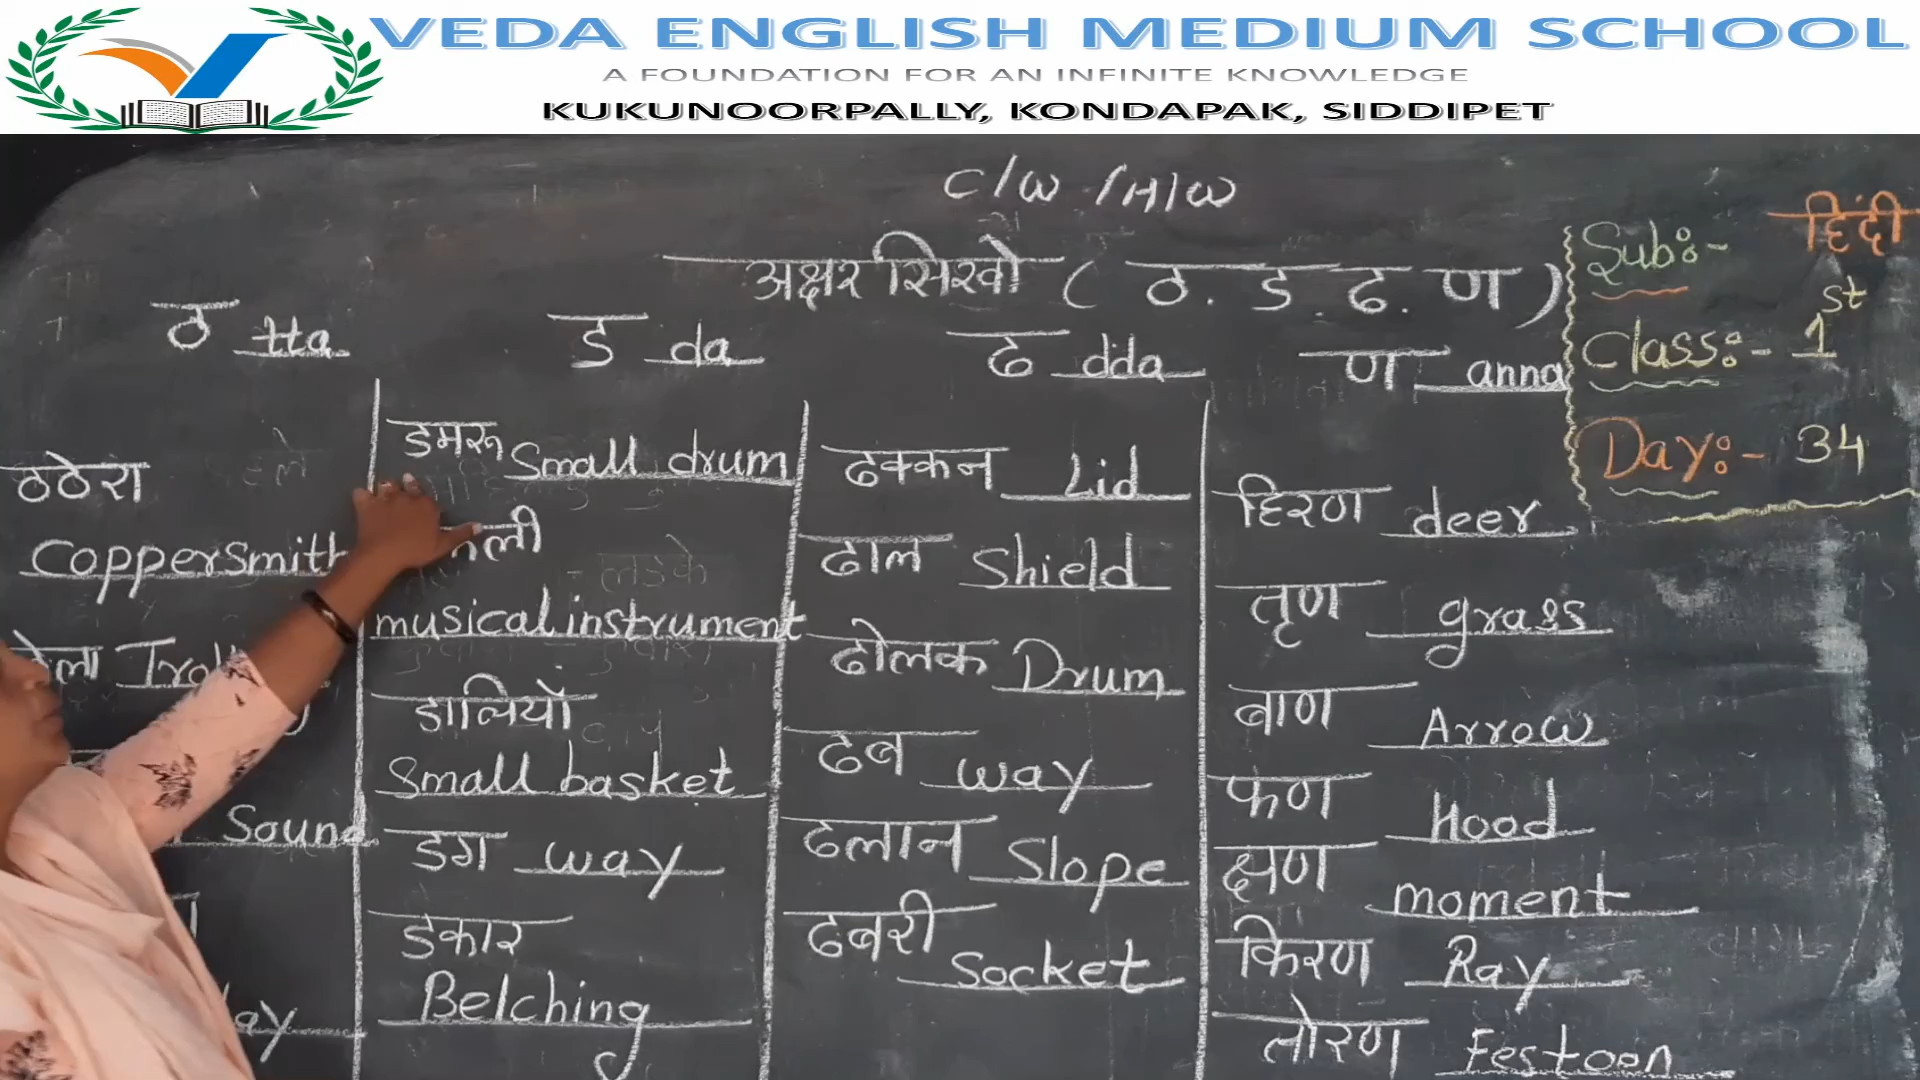 VEDA ENGLISH MEDIUM SCHOOL
A FOUNDATION FOR AN INFINITE KNOWLEDGE
KUKUNOORPALLY, KONDAPAK, SIDDIPET
C/W /H/W
अक्षर सिखो ( ठ. ड ढ. ण )
Sub:- हिंदी
Class:- 1st
Day:- 34
ठ tta
ड da
ढ dda
ण anna
ठठेरा
Coppersmith
Sound
डमरू Small drum
musical instrument
डालियाँ
Small basket
डग way
डकार
Belching
ढक्कन Lid
ढाल Shield
ढोलक Drum
ढब way
ढलान Slope
ढबरी Socket
हिरण deer
तृण grass
बाण Arrow
फण Hood
क्षण moment
किरण Ray
तोरण Festoon